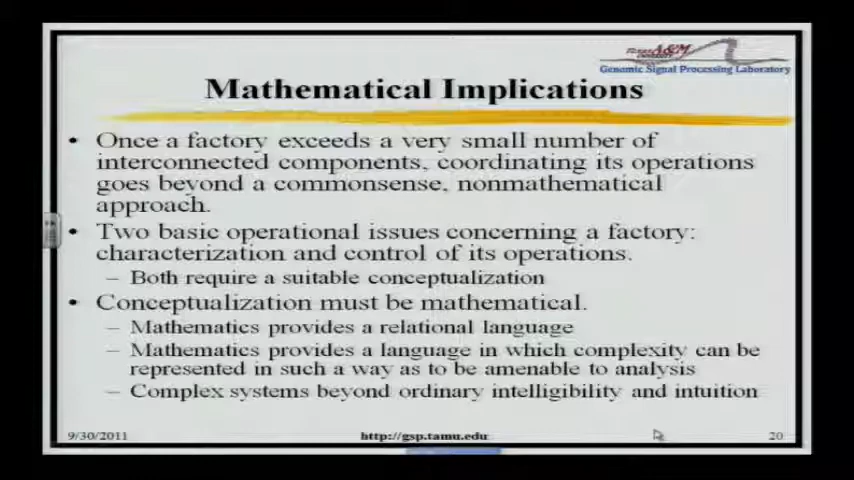 TEXAS A&M
UNIVERSITY
Genomic Signal Processing Laboratory
Mathematical Implications
• Once a factory exceeds a very small number of
interconnected components, coordinating its operations
goes beyond a commonsense, nonmathematical
approach.
• Two basic operational issues concerning a factory:
characterization and control of its operations.
– Both require a suitable conceptualization
• Conceptualization must be mathematical.
– Mathematics provides a relational language
– Mathematics provides a language in which complexity can be
represented in such a way as to be amenable to analysis
– Complex systems beyond ordinary intelligibility and intuition
9/30/2011 http://gsp.tamu.edu 20